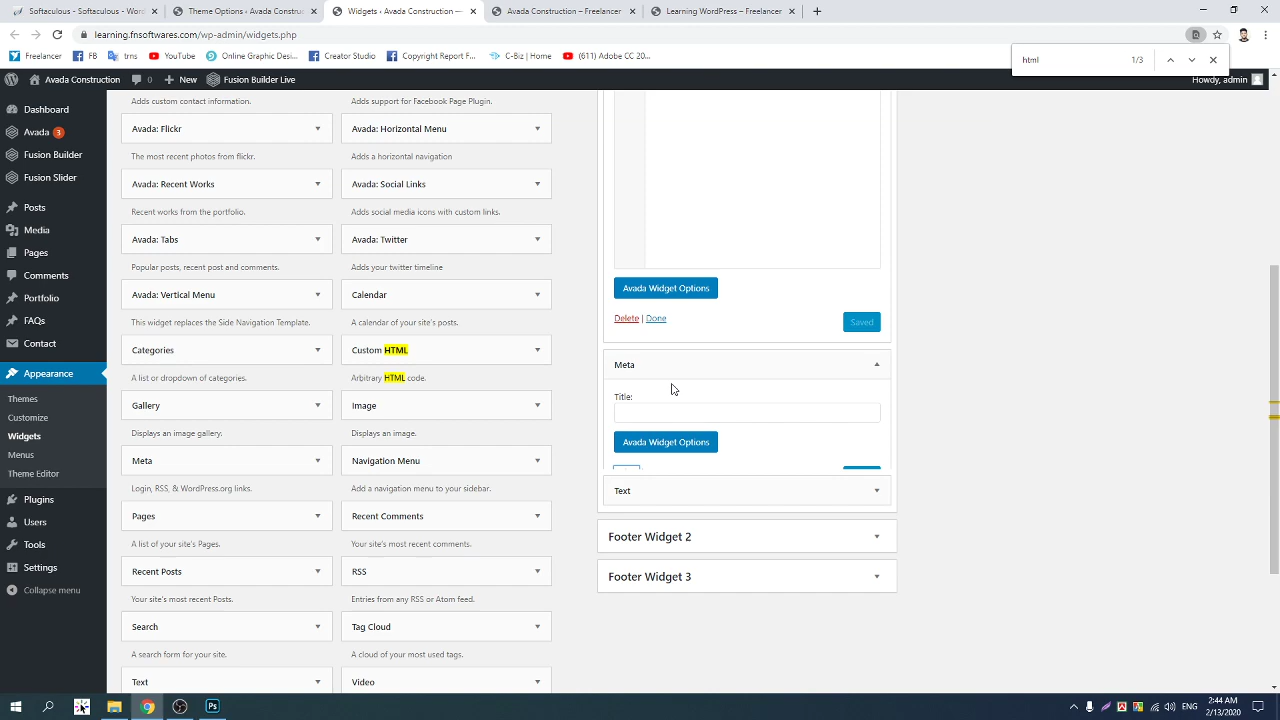 Softaculous - WordPress -
Theme Options - Avada Construc
Widgets ‹ Avada Construction —
Avada Construction – Freelancer
Learning WordPress – Freelancer
learning.fnsoftwares.com/wp-admin/widgets.php
Freelancer
FB
trns
YouTube
Online Graphic Desi...
Creator Studio
Copyright Report F...
C-Biz | Home
(611) Adobe CC 20...
html
1/3
Avada Construction
0
New
Fusion Builder Live
Howdy, admin
Dashboard
Avada 3
Fusion Builder
Fusion Slider
Posts
Media
Pages
Comments
Portfolio
FAQs
Contact
Appearance
Themes
Customize
Widgets
Menus
Theme Editor
Plugins
Users
Tools
Settings
Collapse menu
Adds custom contact information.
Adds support for Facebook Page Plugin.
Avada: Flickr
Avada: Horizontal Menu
The most recent photos from flickr.
Adds a horizontal navigation
Avada: Recent Works
Avada: Social Links
Recent works from the portfolio.
Adds social media icons with custom links.
Avada: Tabs
Avada: Twitter
Popular posts, recent post and comments.
Adds your twitter timeline
Avada: Vertical Menu
Calendar
This widget replaces the Side Navigation Template.
A calendar of your site's posts.
Categories
Custom HTML
A list or dropdown of categories.
Arbitrary HTML code.
Gallery
Image
Displays an image gallery.
Displays an image.
Meta
Navigation Menu
Login, RSS, & WordPress.org links.
Add a navigation menu to your sidebar.
Pages
Recent Comments
A list of your site's Pages.
Your site's most recent comments.
Recent Posts
RSS
Your site's most recent Posts.
Entries from any RSS or Atom feed.
Search
Tag Cloud
A search form for your site.
A cloud of your most used tags.
Text
Video
Avada Widget Options
Delete | Done
Saved
Meta
Title:
Avada Widget Options
Text
Footer Widget 2
Footer Widget 3
ENG
2:44 AM
2/13/2020